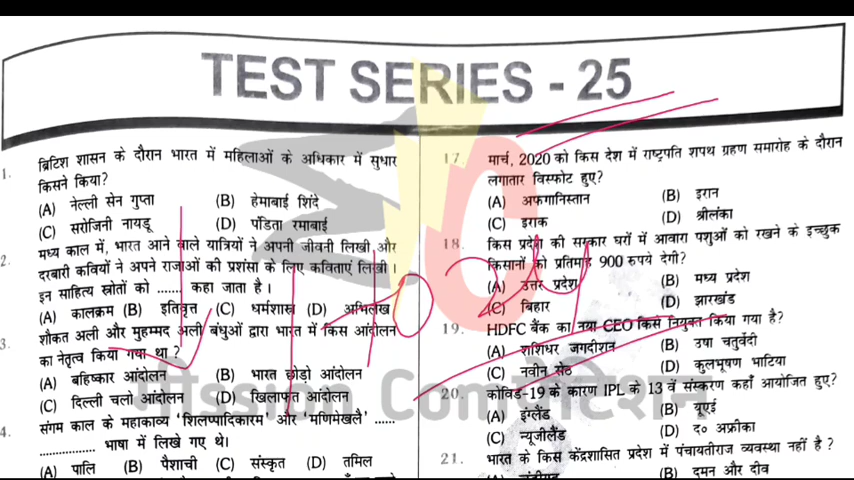 TEST SERIES - 25
1. ब्रिटिश शासन के दौरान भारत में महिलाओं के अधिकार में सुधार
किसने किया?
(A) नेल्ली सेन गुप्ता (B) हेमाबाई शिंदे
(C) सरोजिनी नायडू (D) पंडिता रमाबाई
2. मध्य काल में, भारत आने वाले यात्रियों ने अपनी जीवती लिखी और
दरबारी कवियों ने अपने राजाओं की प्रशंसा के लिए कविताएं लिखी।
इन साहित्य स्रोतों को ....... कहा जाता है।
(A) कालक्रम (B) इतिवृत्त (C) धर्मशास्त्र (D) अभिलेख
3. शौकत अली और मुहम्मद अली बंधुओं द्वारा भारत में किस आंदोलन
का नेतृत्व किया गया था?
(A) बहिष्कार आंदोलन (B) भारत छोड़ो आंदोलन
(C) दिल्ली चलो आंदोलन (D) खिलाफत आंदोलन
4. संगम काल के महाकाव्य 'शिलप्पादिकारम' और 'मणिमेखलै' ......
.................. भाषा में लिखे गए थे।
(A) पालि (B) पैशाची (C) संस्कृत (D) तमिल
17. मार्च, 2020 को किस देश में राष्ट्रपति शपथ ग्रहण समारोह के दौरान
लगातार विस्फोट हुए?
(A) अफगानिस्तान (B) इरान
(C) इराक (D) श्रीलंका
18. किस प्रदेश की सरकार घरों में आवारा पशुओं को रखने के इच्छुक
किसानों को प्रतिमाह 900 रुपये देगी?
(A) उत्तर प्रदेश (B) मध्य प्रदेश
(C) बिहार (D) झारखंड
19. HDFC बैंक का नया CEO किसे नियुक्त किया गया है?
(A) शशिधर जगदीशन (B) उषा चतुर्वेदी
(C) नवीन सेठ (D) कुलभूषण भाटिया
20. कोविड-19 के कारण IPL के 13 वें संस्करण कहाँ आयोजित हुए?
(A) इंग्लैंड (B) यूएई
(C) न्यूजीलैंड (D) द० अफ्रीका
21. भारत के किस केंद्रशासित प्रदेश में पंचायतीराज व्यवस्था नहीं है?
(B) दमन और दीव